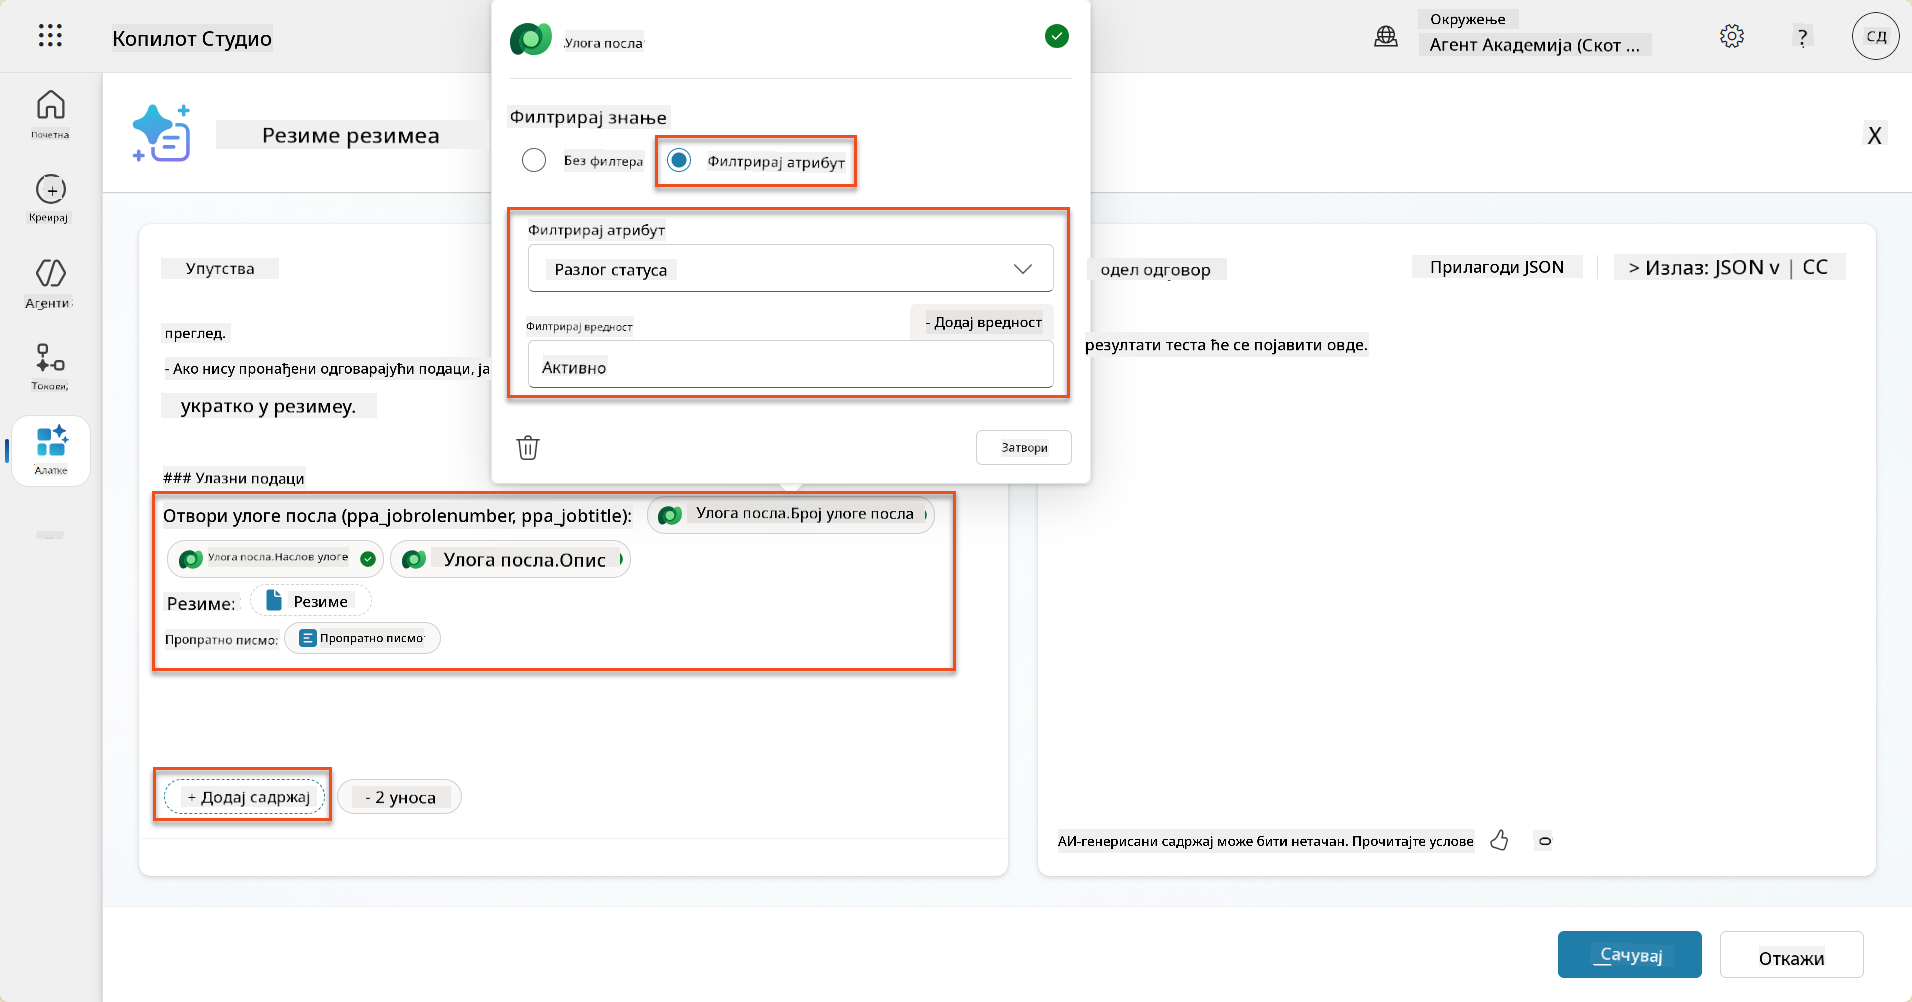 Копилот Студио
Улога посла
Окружење
Агент Академија (Скот ...
?
СД
Почетна
Креирај
Агенти
Токови
Алатке
Резиме резимеа
X
Филтрирај знање
Без филтера
Филтрирај атрибут
Филтрирај атрибут
Разлог статуса
Филтрирај вредност
- Додај вредност
Активно
Затвори
Упутства
преглед.
- Ако нису пронађени одговарајући подаци, ја
укратко у резимеу.
### Улазни подаци
Отвори улоге посла (ppa_jobrolenumber, ppa_jobtitle): Улога посла.Број улоге посла
Улога посла.Наслов улоге Улога посла.Опис
Резиме: Резиме
Пропратно писмо: Пропратно писмо
+ Додај садржај
- 2 уноса
одел одговор
Прилагоди JSON
> Излаз: JSON v | СС
резултати теста ће се појавити овде.
АИ-генерисани садржај може бити нетачан. Прочитајте услове
Сачувај
Откажи